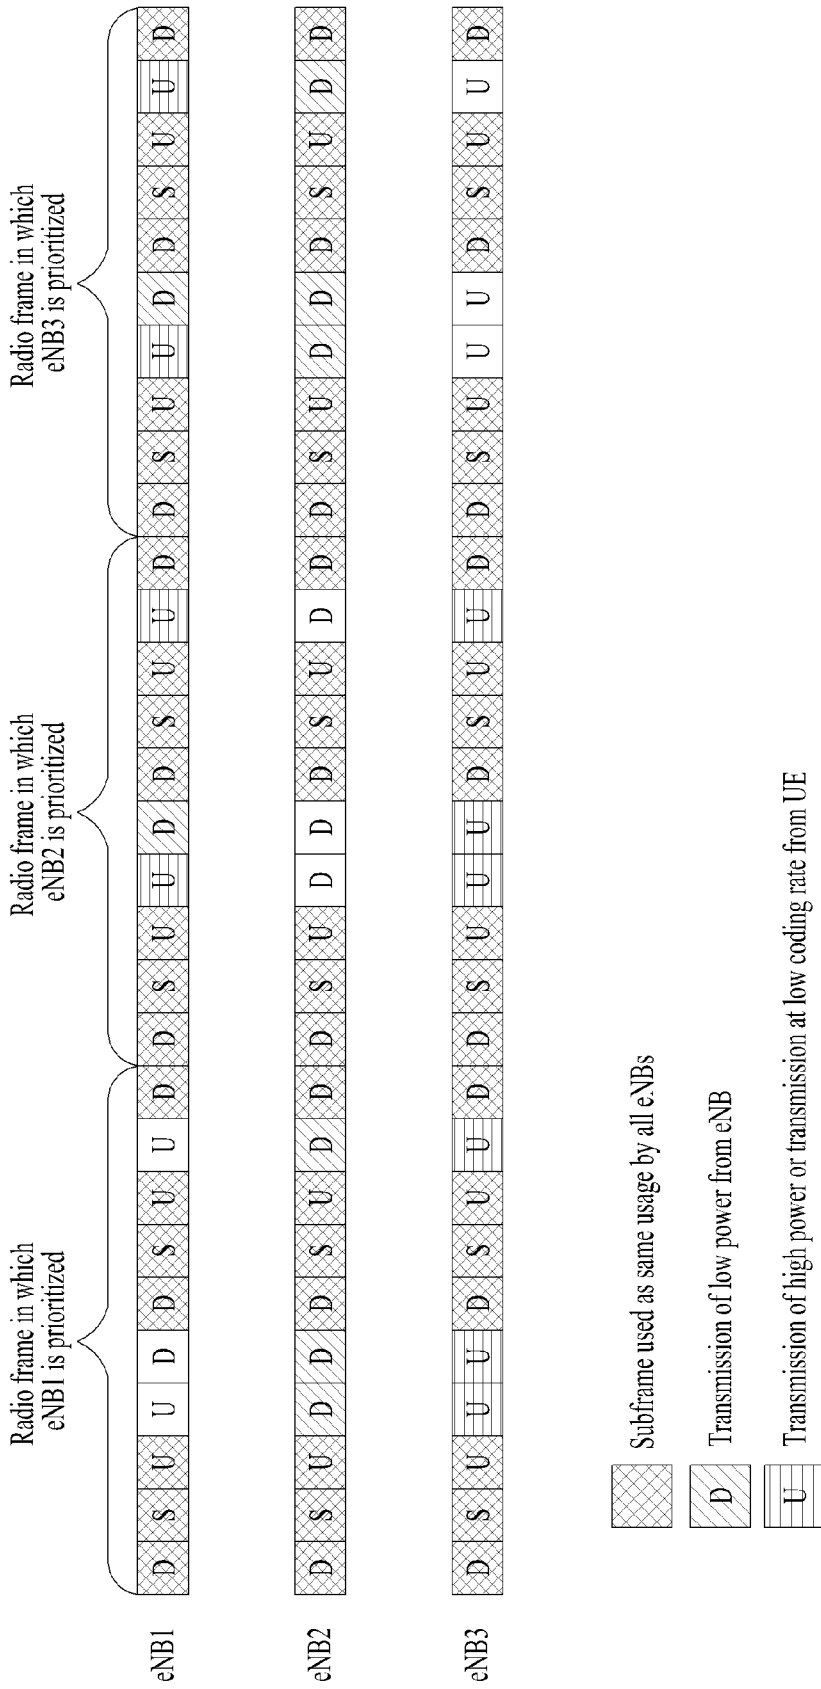 Radio frame in which
eNB1 is prioritized
Radio frame in which
eNB2 is prioritized
Radio frame in which
eNB3 is prioritized
eNB1 D S U U D D S U U D D S U U D D S U U D D S U U D D S U U D
eNB2 D S U D D D S U D D D S U D D D S U D D D S U D D D S U D D
eNB3 D S U U U D S U U D D S U U U D S U U D D S U U U D S U U D
Subframe used as same usage by all eNBs
D Transmission of low power from eNB
U Transmission of high power or transmission at low coding rate from UE